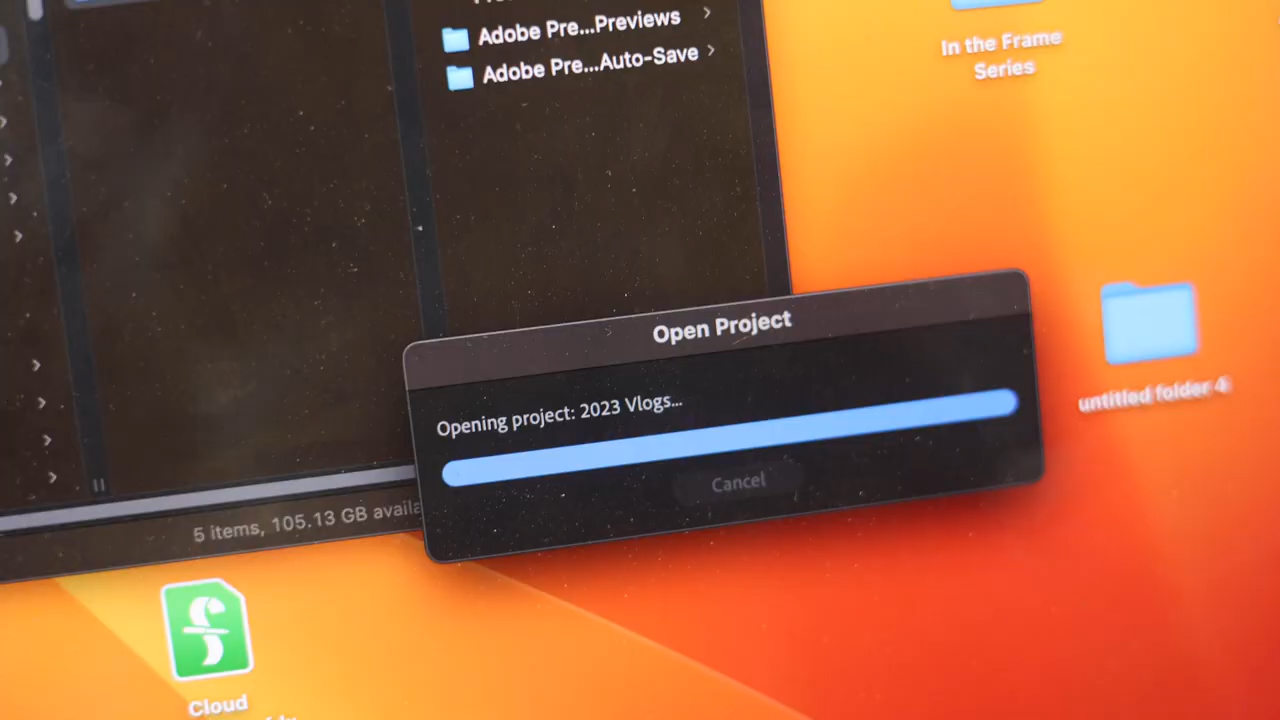 Adobe Pre...Previews
Adobe Pre...Auto-Save
In the Frame
Series
Open Project
Opening project: 2023 Vlogs...
Cancel
untitled folder 4
5 items, 105.13 GB availa
Cloud